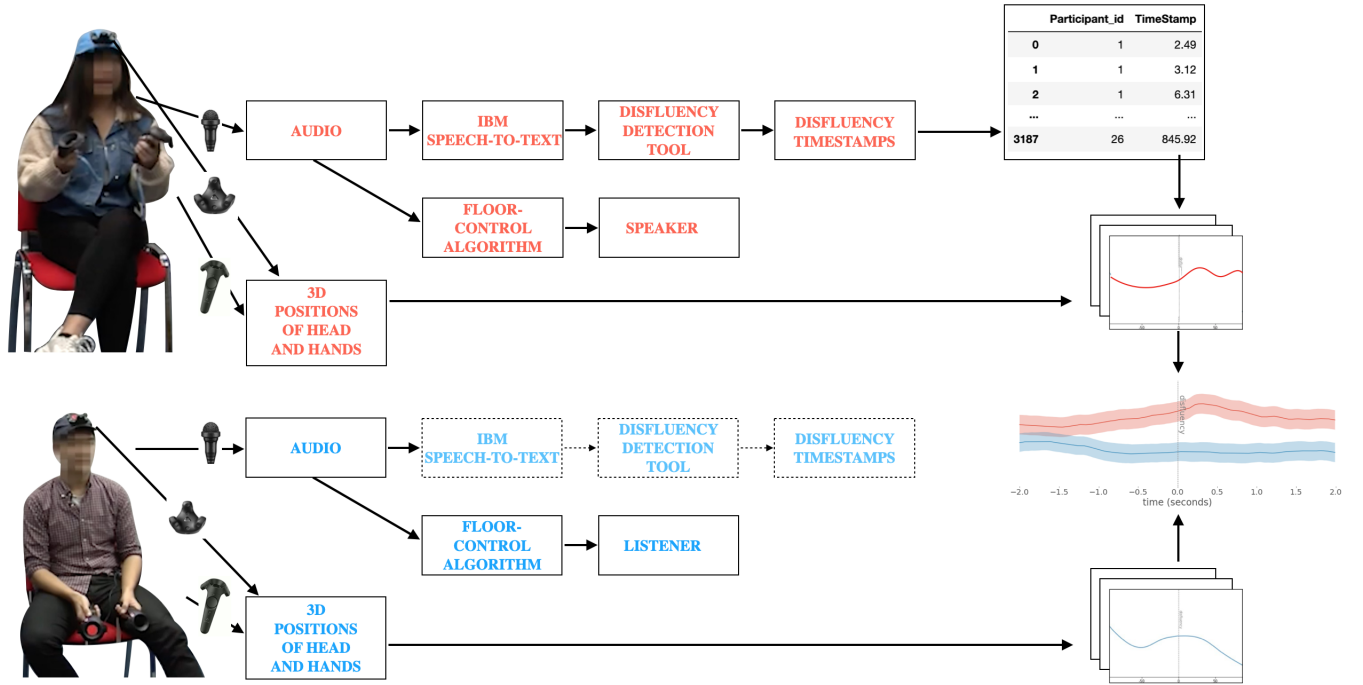 Participant_id TimeStamp
0 1 2.49
1 1 3.12
2 1 6.31
... ... ...
3187 26 845.92
AUDIO
IBM
SPEECH-TO-TEXT
DISFLUENCY
DETECTION
TOOL
DISFLUENCY
TIMESTAMPS
FLOOR-
CONTROL
ALGORITHM
SPEAKER
3D
POSITIONS
OF HEAD
AND HANDS
disfluency
−2.0 −1.5 −1.0 −0.5 0.0 0.5 1.0 1.5 2.0
time (seconds)
AUDIO
IBM
SPEECH-TO-TEXT
DISFLUENCY
DETECTION
TOOL
DISFLUENCY
TIMESTAMPS
FLOOR-
CONTROL
ALGORITHM
LISTENER
3D
POSITIONS
OF HEAD
AND HANDS